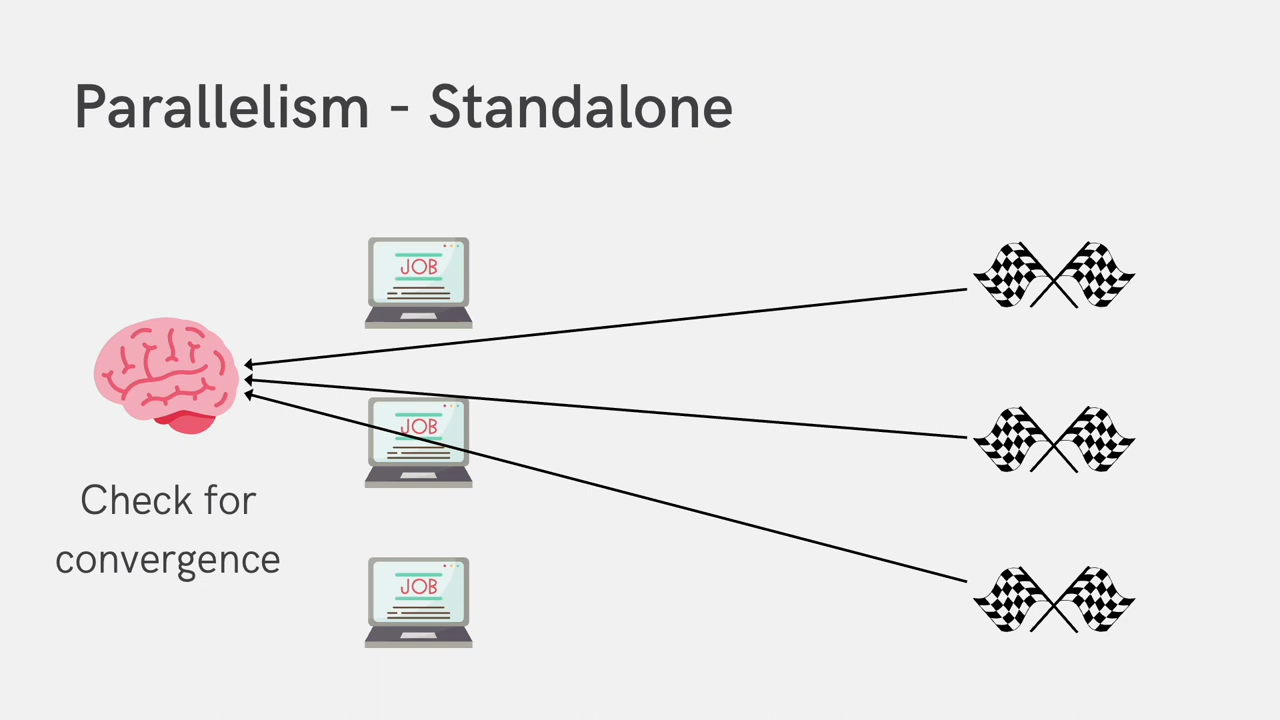 Parallelism - Standalone
JOB
JOB
Check for
convergence
JOB